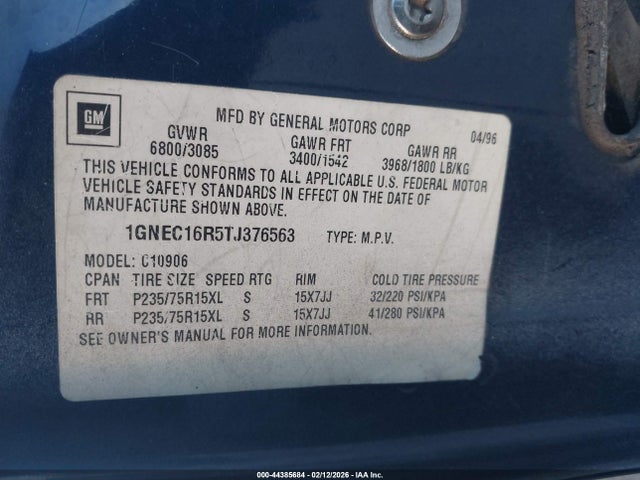 GM
MFD BY GENERAL MOTORS CORP 04/96
GVWR GAWR FRT GAWR RR
6800/3085 3400/1542 3968/1800 LB/KG
THIS VEHICLE CONFORMS TO ALL APPLICABLE U.S. FEDERAL MOTOR
VEHICLE SAFETY STANDARDS IN EFFECT ON THE DATE OF
MANUFACTURE SHOWN ABOVE.
1GNEC16R5TJ376563 TYPE: M.P.V.
MODEL: C10906
CPAN TIRE SIZE SPEED RTG RIM COLD TIRE PRESSURE
FRT P235/75R15XL S 15X7JJ 32/220 PSI/KPA
RR P235/75R15XL S 15X7JJ 41/280 PSI/KPA
SEE OWNER'S MANUAL FOR MORE INFORMATION.
000-44385684 - 02/12/2026 - IAA Inc.